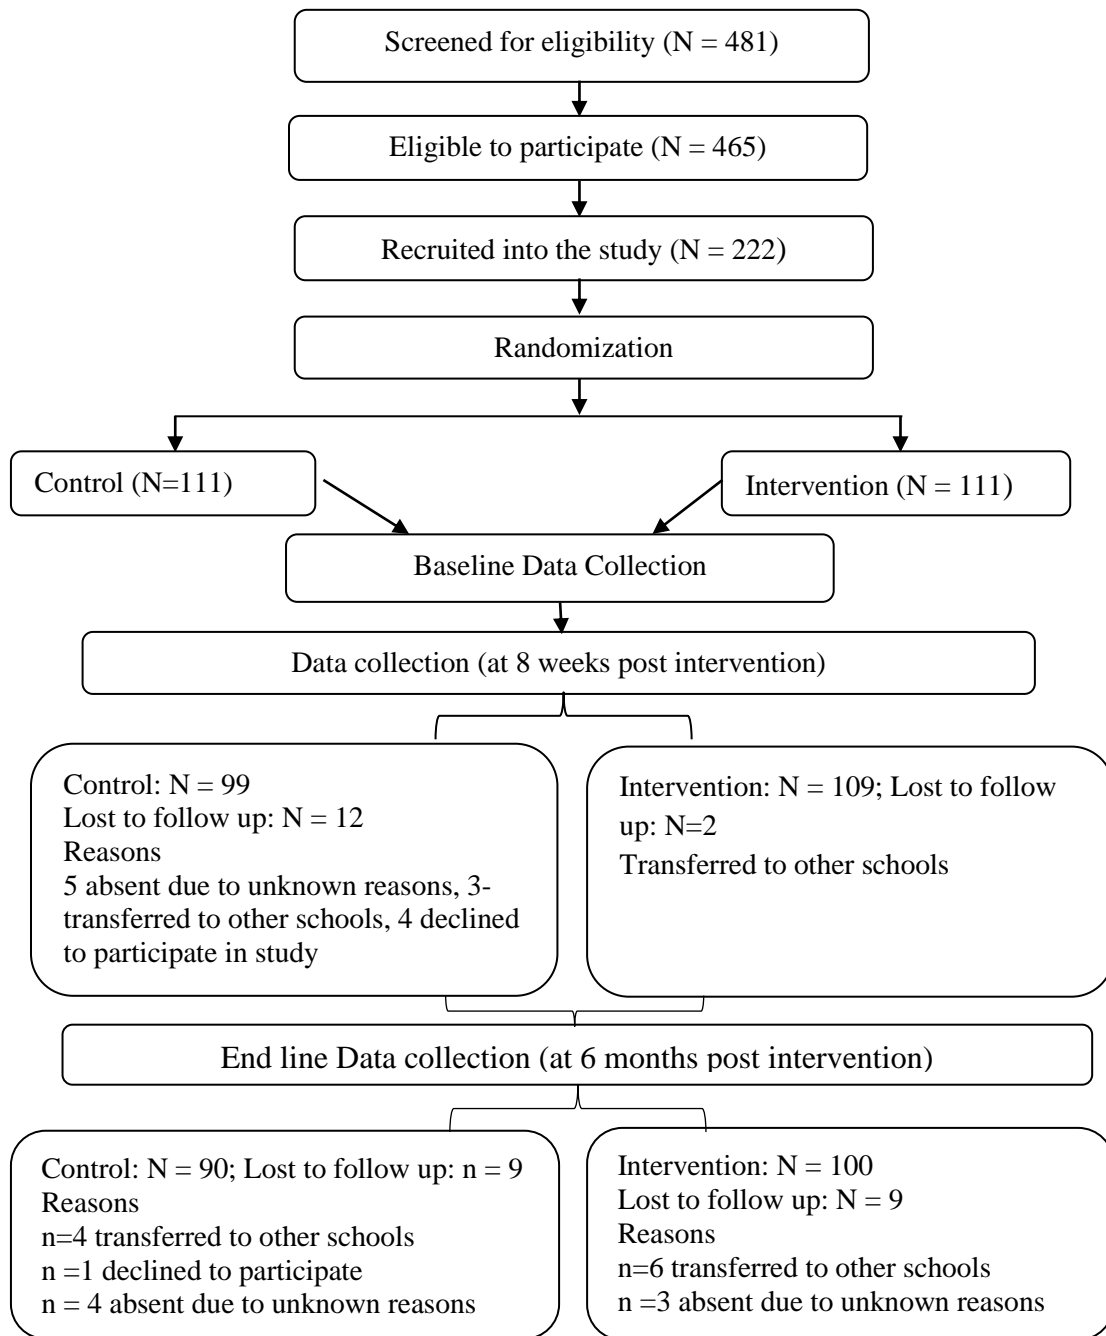 Screened for eligibility (N = 481)
Eligible to participate (N = 465)
Recruited into the study (N = 222)
Randomization
Control (N=111)
Intervention (N = 111)
Baseline Data Collection
Data collection (at 8 weeks post intervention)
Control: N = 99
Lost to follow up: N = 12
Reasons
5 absent due to unknown reasons, 3-
transferred to other schools, 4 declined
to participate in study
Intervention: N = 109; Lost to follow
up: N=2
Transferred to other schools
End line Data collection (at 6 months post intervention)
Control: N = 90; Lost to follow up: n = 9
Reasons
n=4 transferred to other schools
n =1 declined to participate
n = 4 absent due to unknown reasons
Intervention: N = 100
Lost to follow up: N = 9
Reasons
n=6 transferred to other schools
n =3 absent due to unknown reasons